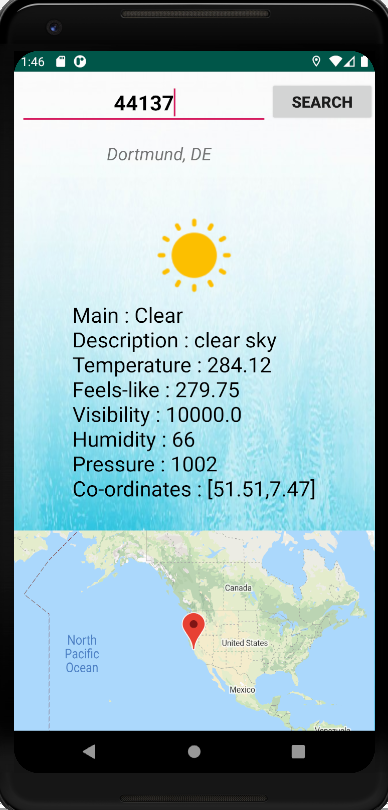 1:46
44137
SEARCH
Dortmund, DE
Main : Clear
Description : clear sky
Temperature : 284.12
Feels-like : 279.75
Visibility : 10000.0
Humidity : 66
Pressure : 1002
Co-ordinates : [51.51,7.47]
Canada
North
Pacific
Ocean
United States
Mexico
Venezuela